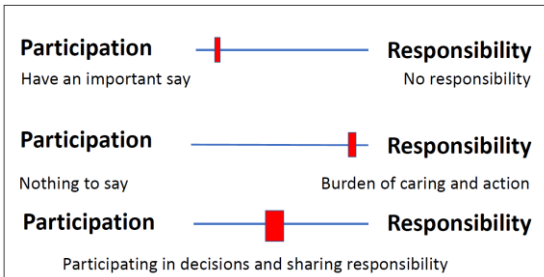 Participation Responsibility
Have an important say No responsibility
Participation Responsibility
Nothing to say Burden of caring and action
Participation Responsibility
Participating in decisions and sharing responsibility